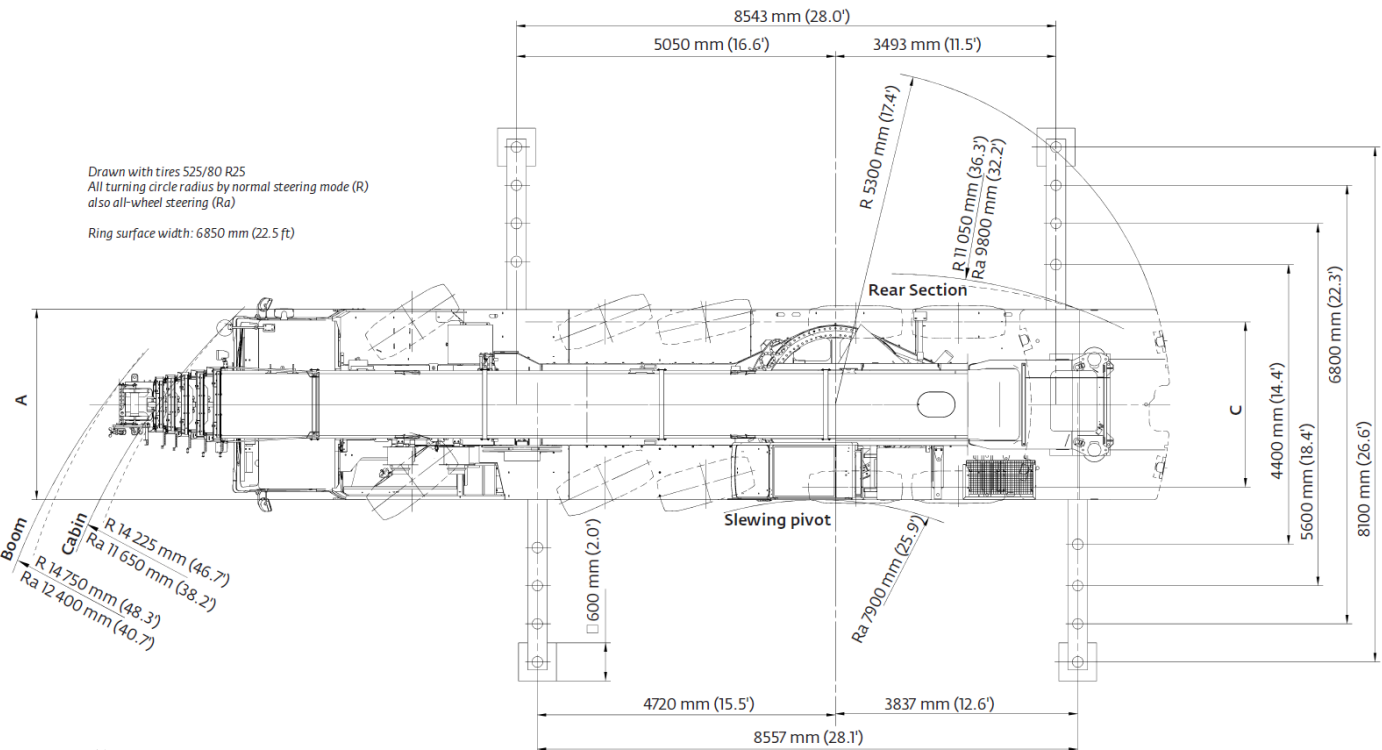 8543 mm (28.0')
5050 mm (16.6')
3493 mm (11.5')
R 5300 mm (17.4')
R 11 050 mm (36.3')
Ra 9800 mm (32.2')
Drawn with tires 525/80 R25
All turning circle radius by normal steering mode (R)
also all-wheel steering (Ra)
Ring surface width: 6850 mm (22.5 ft)
Rear Section
A
C
4400 mm (14.4')
5600 mm (18.4')
6800 mm (22.3')
8100 mm (26.6')
Boom
Cabin
R 14 225 mm (46.7')
Ra 11 650 mm (38.2')
R 14 750 mm (48.3')
Ra 12 400 mm (40.7')
Slewing pivot
□ 600 mm (2.0')
Ra 7900 mm (25.9')
4720 mm (15.5')
3837 mm (12.6')
8557 mm (28.1')